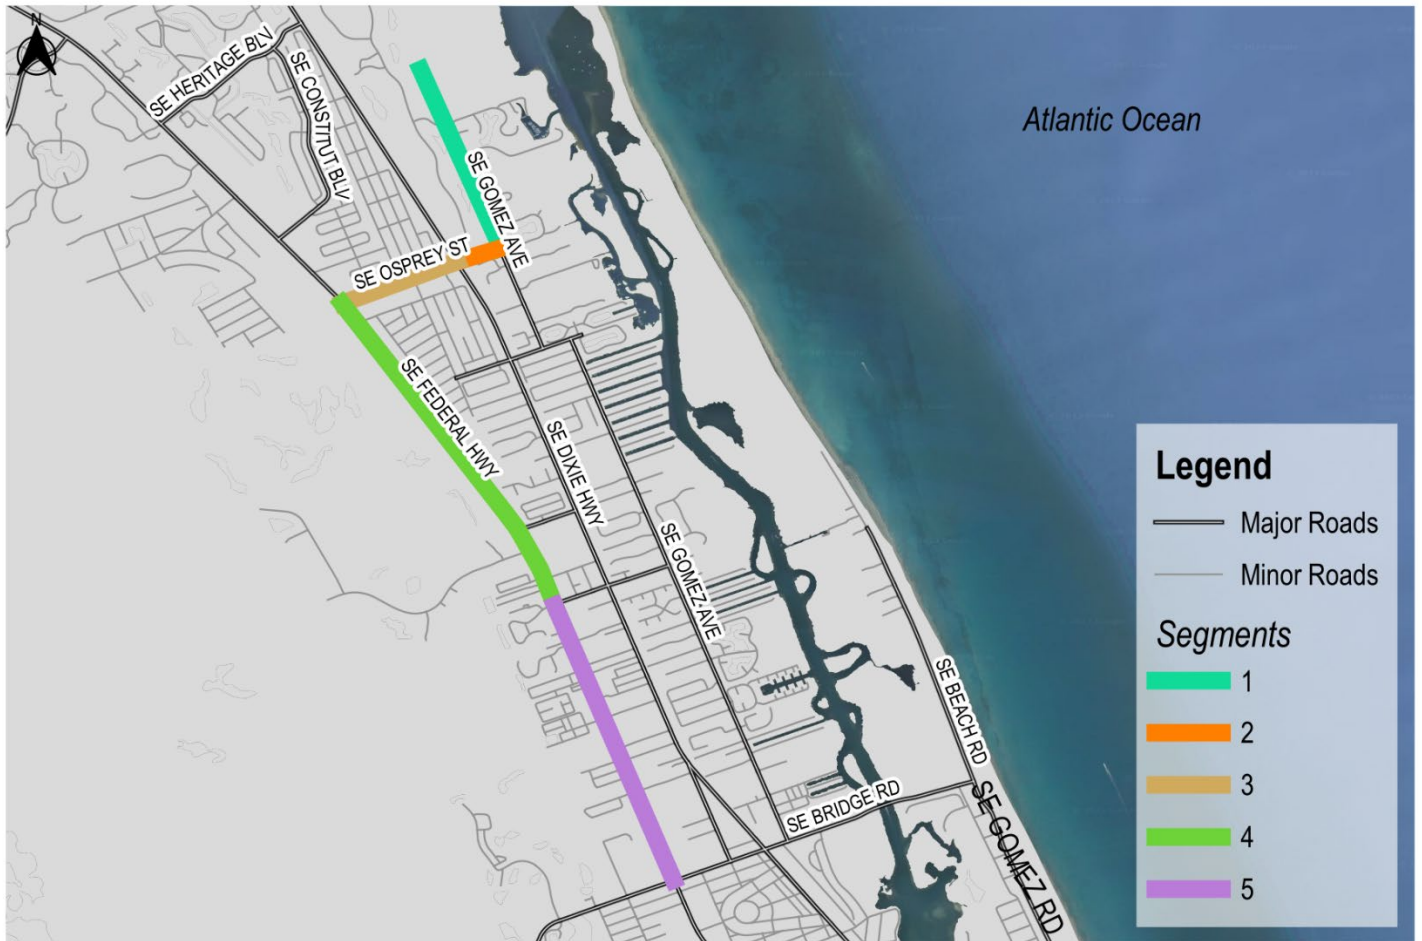 N
SE HERITAGE BLV
SE CONSTITUT BLV
Atlantic Ocean
SE GOMEZ AVE
SE OSPREY ST
SE FEDERAL HWY
SE DIXIE HWY
SE GOMEZ AVE
SE BEACH RD
SE BRIDGE RD
SE GOMEZ RD
Legend
Major Roads
Minor Roads
Segments
1
2
3
4
5